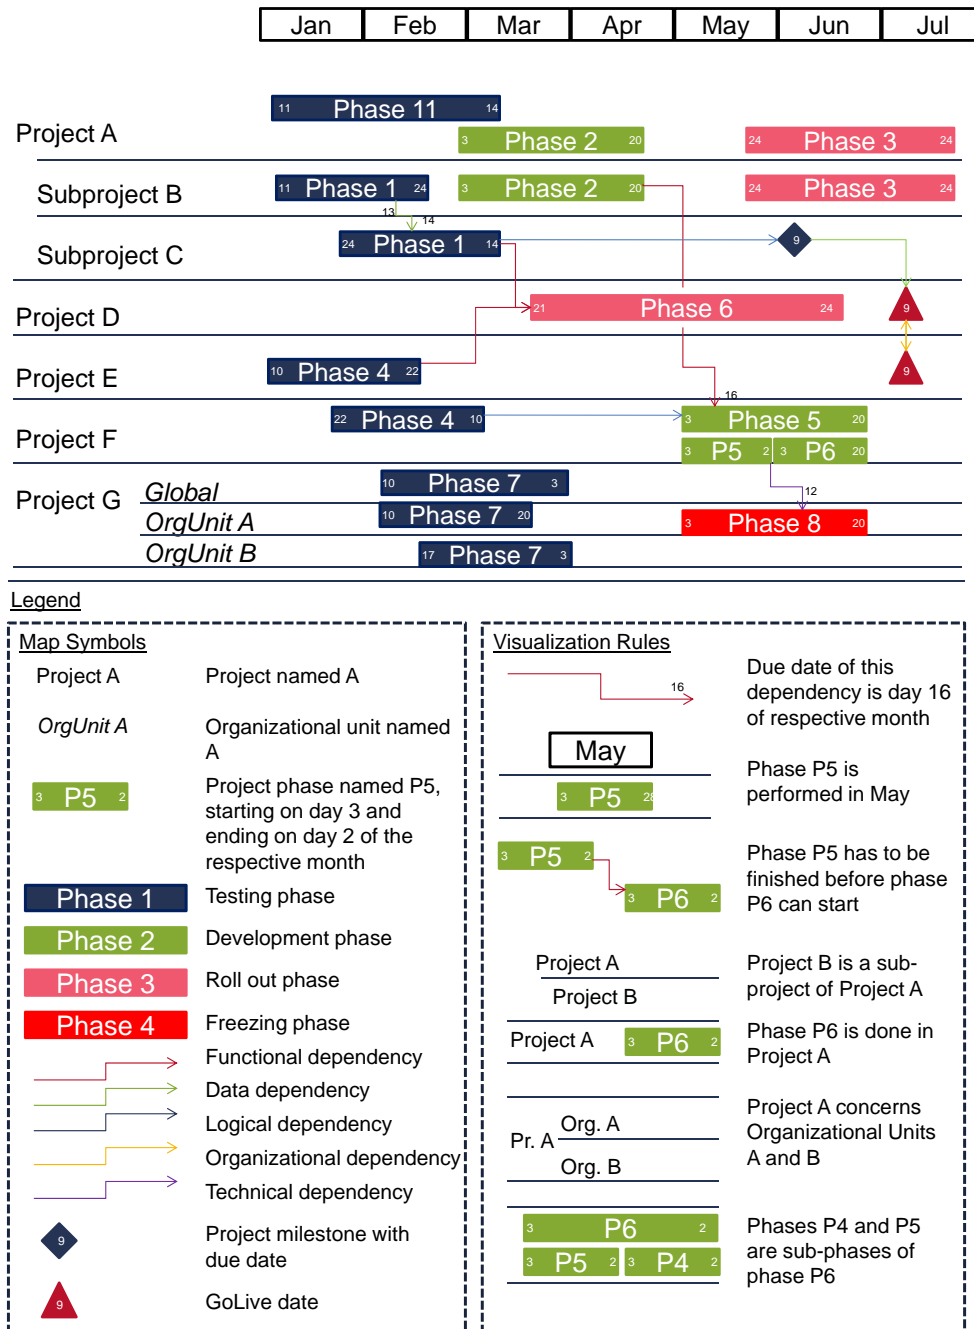 Jan Feb Mar Apr May Jun Jul
11 Phase 11 14
Project A
3 Phase 2 20 24 Phase 3 24
Subproject B
11 Phase 1 24 3 Phase 2 20 24 Phase 3 24
13 14
Subproject C
24 Phase 1 14 9
Project D
21 Phase 6 24 9
Project E
10 Phase 4 22 9
16
Project F
22 Phase 4 10 3 Phase 5 20
3 P5 2 3 P6 20
Project G
Global 10 Phase 7 3
12
OrgUnit A 10 Phase 7 20 3 Phase 8 20
OrgUnit B 17 Phase 7 3
Legend
Map Symbols
Project A Project named A
OrgUnit A Organizational unit named
A
3 P5 2 Project phase named P5,
starting on day 3 and
ending on day 2 of the
respective month
Phase 1 Testing phase
Phase 2 Development phase
Phase 3 Roll out phase
Phase 4 Freezing phase
Functional dependency
Data dependency
Logical dependency
Organizational dependency
Technical dependency
9 Project milestone with
due date
9 GoLive date
Visualization Rules
16 Due date of this
dependency is day 16
of respective month
May
3 P5 28 Phase P5 is
performed in May
3 P5 2 3 P6 2 Phase P5 has to be
finished before phase
P6 can start
Project A
Project B
Project B is a sub-
project of Project A
Project A 3 P6 2 Phase P6 is done in
Project A
Pr. A Org. A
Org. B
Project A concerns
Organizational Units
A and B
3 P6 2
3 P5 2 3 P4 2
Phases P4 and P5
are sub-phases of
phase P6